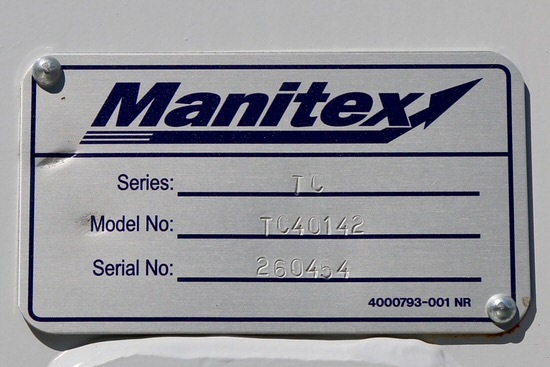 Manitex
Series: TC
Model No: TC40142
Serial No: 260454
4000793-001 NR